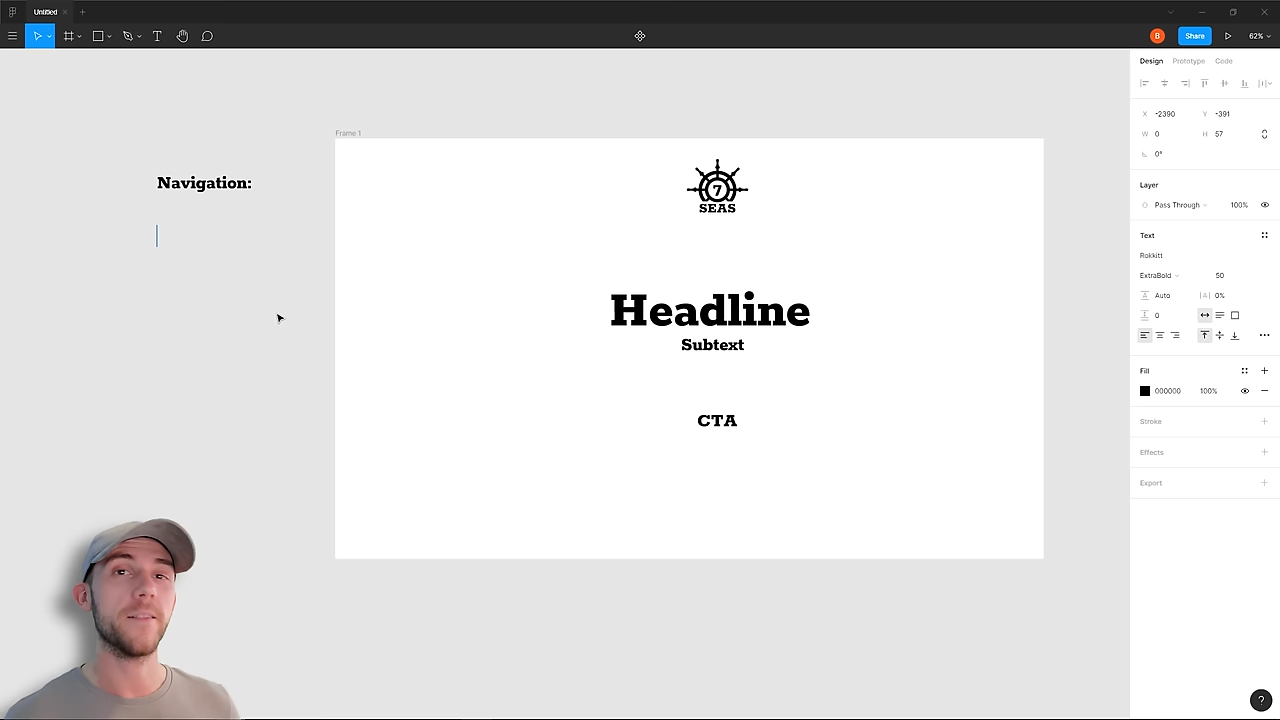 Untitled
B
Share
62%
Design
Prototype
Code
Frame 1
X
-2390
Y
-391
W
0
H
57
0°
Navigation:
7
SEAS
Layer
Pass Through
100%
Text
Rokkitt
ExtraBold
50
Auto
|A|
0%
0
Headline
Subtext
Fill
000000
100%
CTA
Stroke
Effects
Export
?